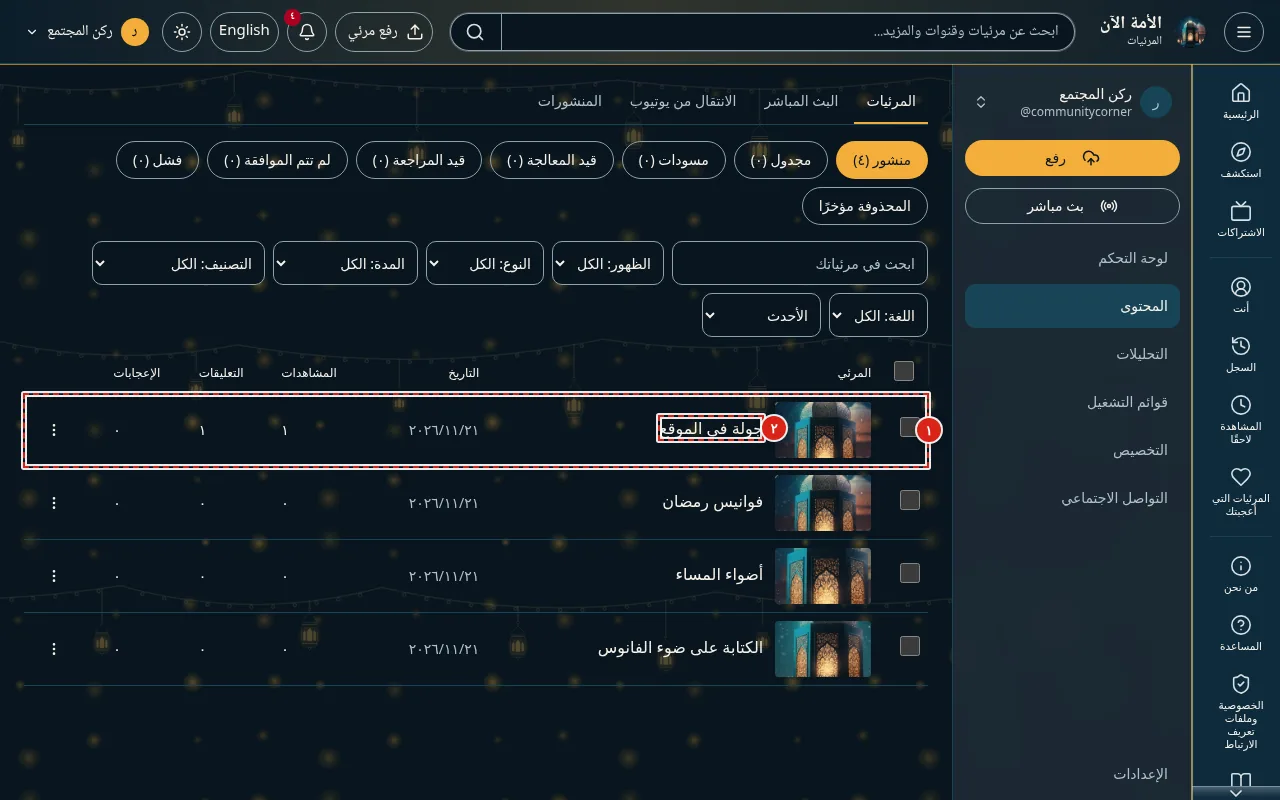 الأمة الآن
المرئيات
ابحث عن مرئيات وقنوات والمزيد...
رفع مرئي
٤
English
ر
ركن المجتمع
الرئيسية
استكشف
الاشتراكات
أنت
السجل
المشاهدة
لاحقًا
المرئيات التي
أعجبتك
من نحن
المساعدة
الخصوصية
وملفات
تعريف
الارتباط
ر
ركن المجتمع
@communitycorner
رفع
بث مباشر
لوحة التحكم
المحتوى
التحليلات
قوائم التشغيل
التخصيص
التواصل الاجتماعي
الإعدادات
المرئيات
البث المباشر
الانتقال من يوتيوب
المنشورات
منشور (٤)
مجدول (٠)
مسودات (٠)
قيد المعالجة (٠)
قيد المراجعة (٠)
لم تتم الموافقة (٠)
فشل (٠)
المحذوفة مؤخرًا
ابحث في مرئياتك
الظهور: الكل
النوع: الكل
المدة: الكل
التصنيف: الكل
اللغة: الكل
الأحدث
المرئي
التاريخ
المشاهدات
التعليقات
الإعجابات
١
٢
جولة في الموقع
٢٠٢٦/١١/٢١
١
١
٠
فوانيس رمضان
٢٠٢٦/١١/٢١
٠
٠
٠
أضواء المساء
٢٠٢٦/١١/٢١
٠
٠
٠
الكتابة على ضوء الفانوس
٢٠٢٦/١١/٢١
٠
٠
٠